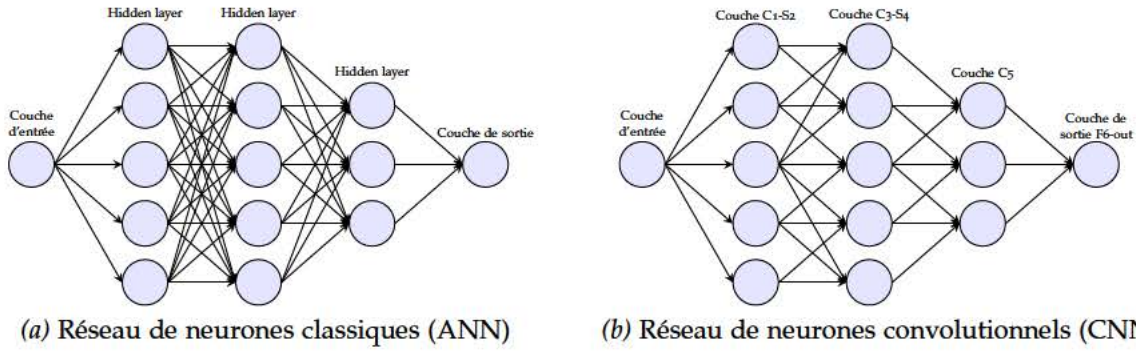 Hidden layer
Hidden layer
Hidden layer
Couche
d'entrée
Couche de sortie
(a) Réseau de neurones classiques (ANN)
Couche C1-S2
Couche C3-S4
Couche C5
Couche
d'entrée
Couche de
sortie F6-out
(b) Réseau de neurones convolutionnels (CNN